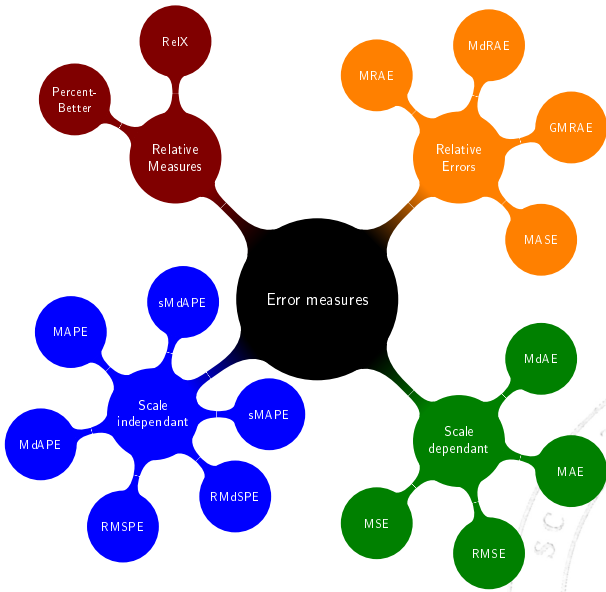 RelX
Percent-
Better
Relative
Measures
MdRAE
MRAE
GMRAE
Relative
Errors
MASE
Error measures
sMdAPE
MAPE
Scale
independant
sMAPE
MdAPE
RMdSPE
RMSPE
MdAE
Scale
dependant
MAE
MSE
RMSE
S C